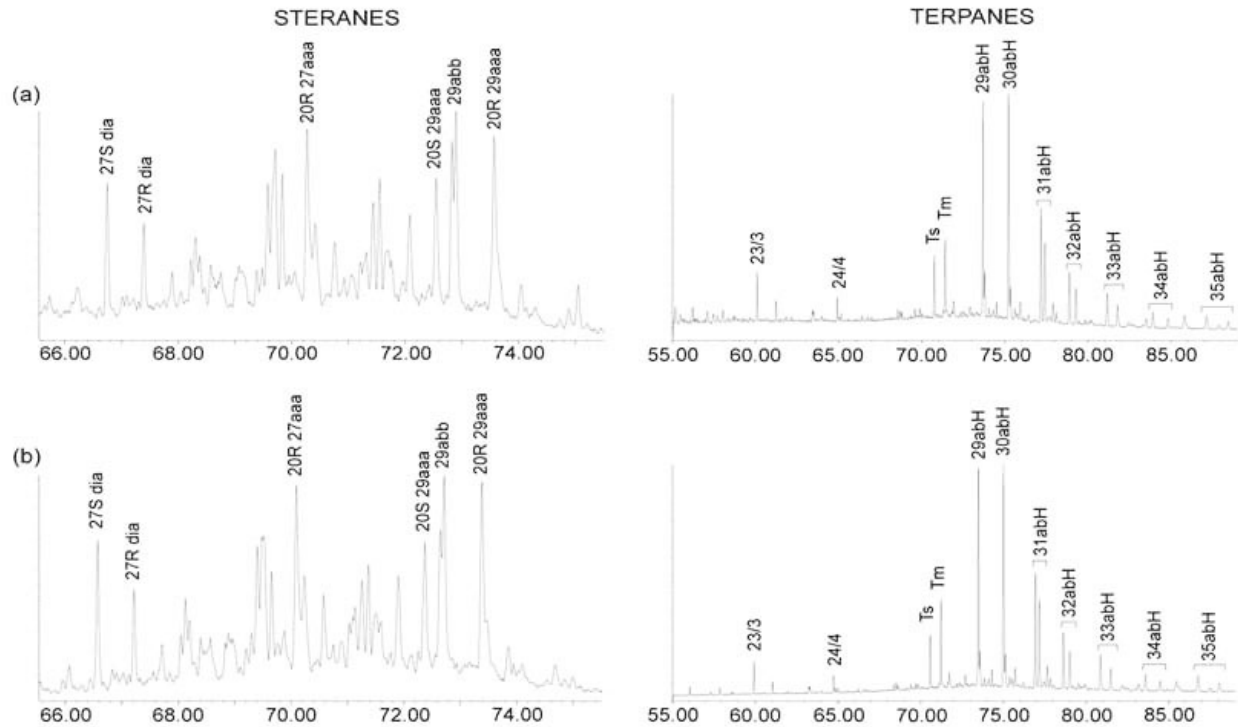 STERANES
TERPANES
(a)
27S dia
27R dia
20R 27aaa
20S 29aaa
29abb
20R 29aaa
66.00 68.00 70.00 72.00 74.00
23/3
24/4
Ts
Tm
29abH
30abH
31abH
32abH
33abH
34abH
35abH
55.00 60.00 65.00 70.00 75.00 80.00 85.00
(b)
27S dia
27R dia
20R 27aaa
20S 29aaa
29abb
20R 29aaa
66.00 68.00 70.00 72.00 74.00
23/3
24/4
Ts
Tm
29abH
30abH
31abH
32abH
33abH
34abH
35abH
55.00 60.00 65.00 70.00 75.00 80.00 85.00